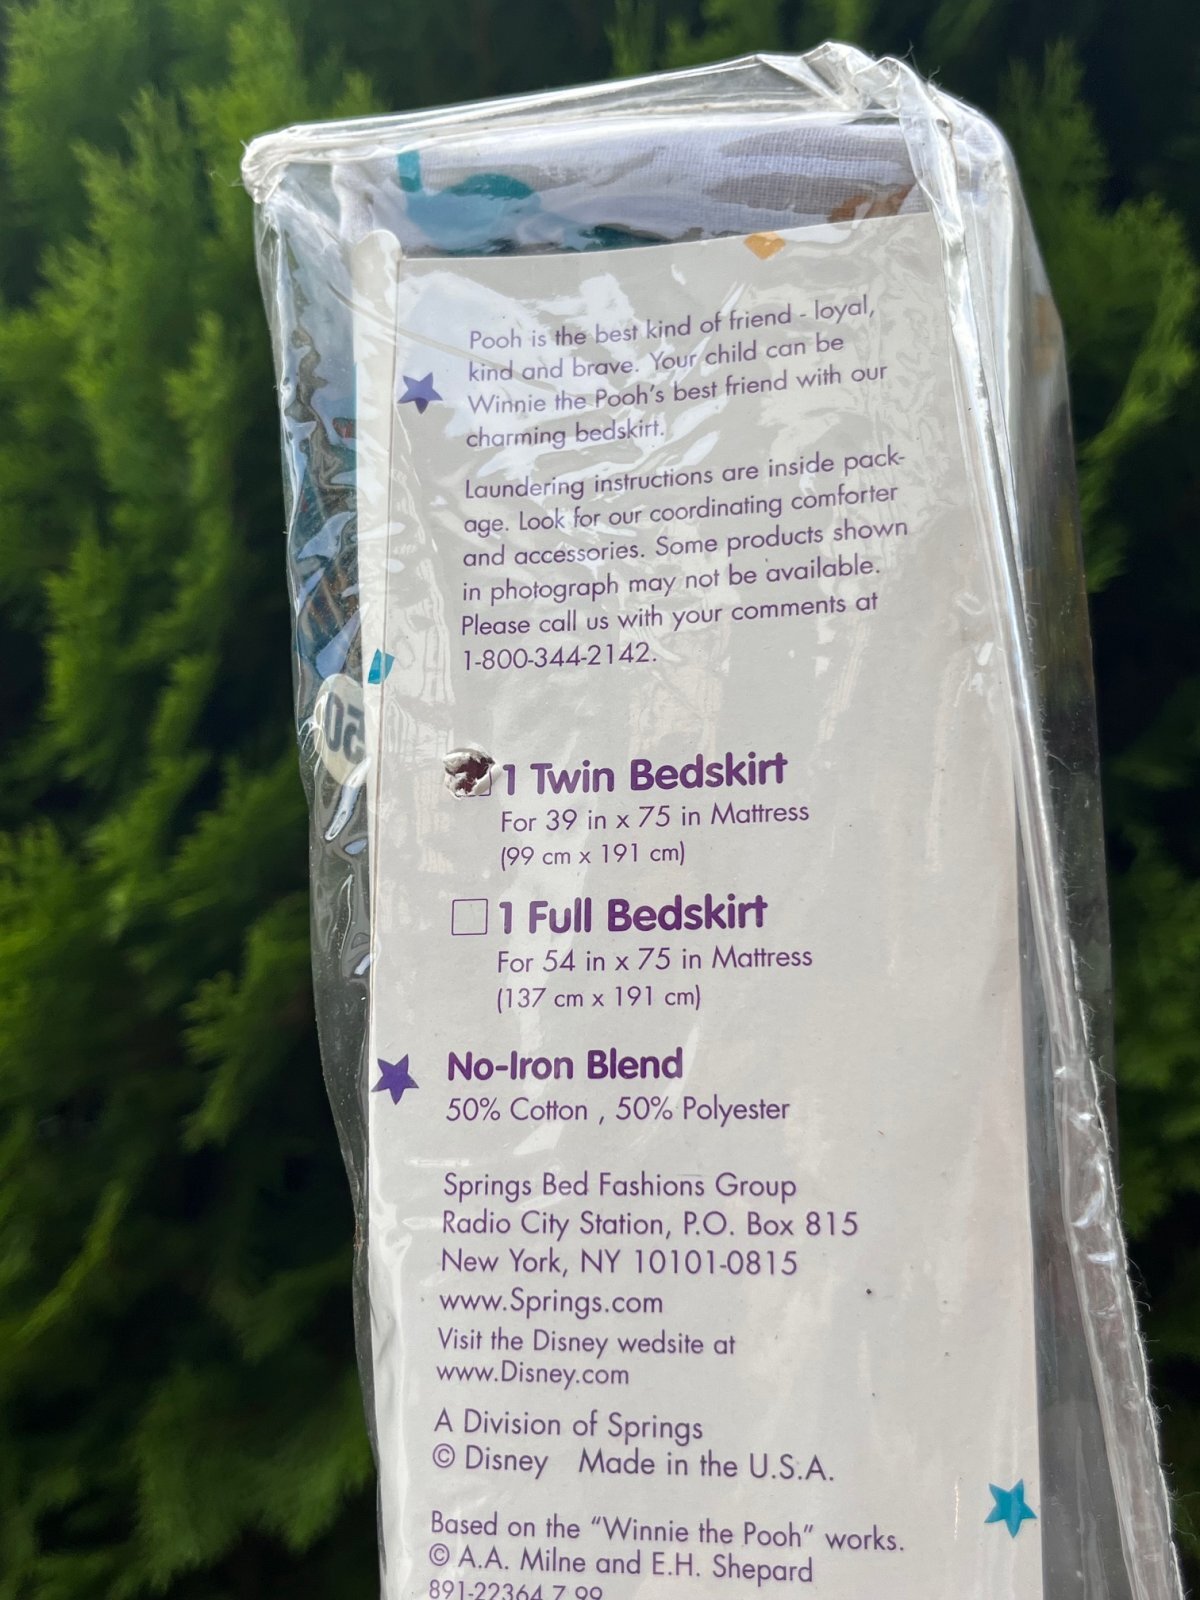 Pooh is the best kind of friend - loyal,
kind and brave. Your child can be
Winnie the Pooh's best friend with our
charming bedskirt.
Laundering instructions are inside pack-
age. Look for our coordinating comforter
and accessories. Some products shown
in photograph may not be available.
Please call us with your comments at
1-800-344-2142.
50
1 Twin Bedskirt
For 39 in x 75 in Mattress
(99 cm x 191 cm)
1 Full Bedskirt
For 54 in x 75 in Mattress
(137 cm x 191 cm)
No-Iron Blend
50% Cotton , 50% Polyester
Springs Bed Fashions Group
Radio City Station, P.O. Box 815
New York, NY 10101-0815
www.Springs.com
Visit the Disney wedsite at
www.Disney.com
A Division of Springs
© Disney Made in the U.S.A.
Based on the “Winnie the Pooh” works.
© A.A. Milne and E.H. Shepard
891-22364 7 99